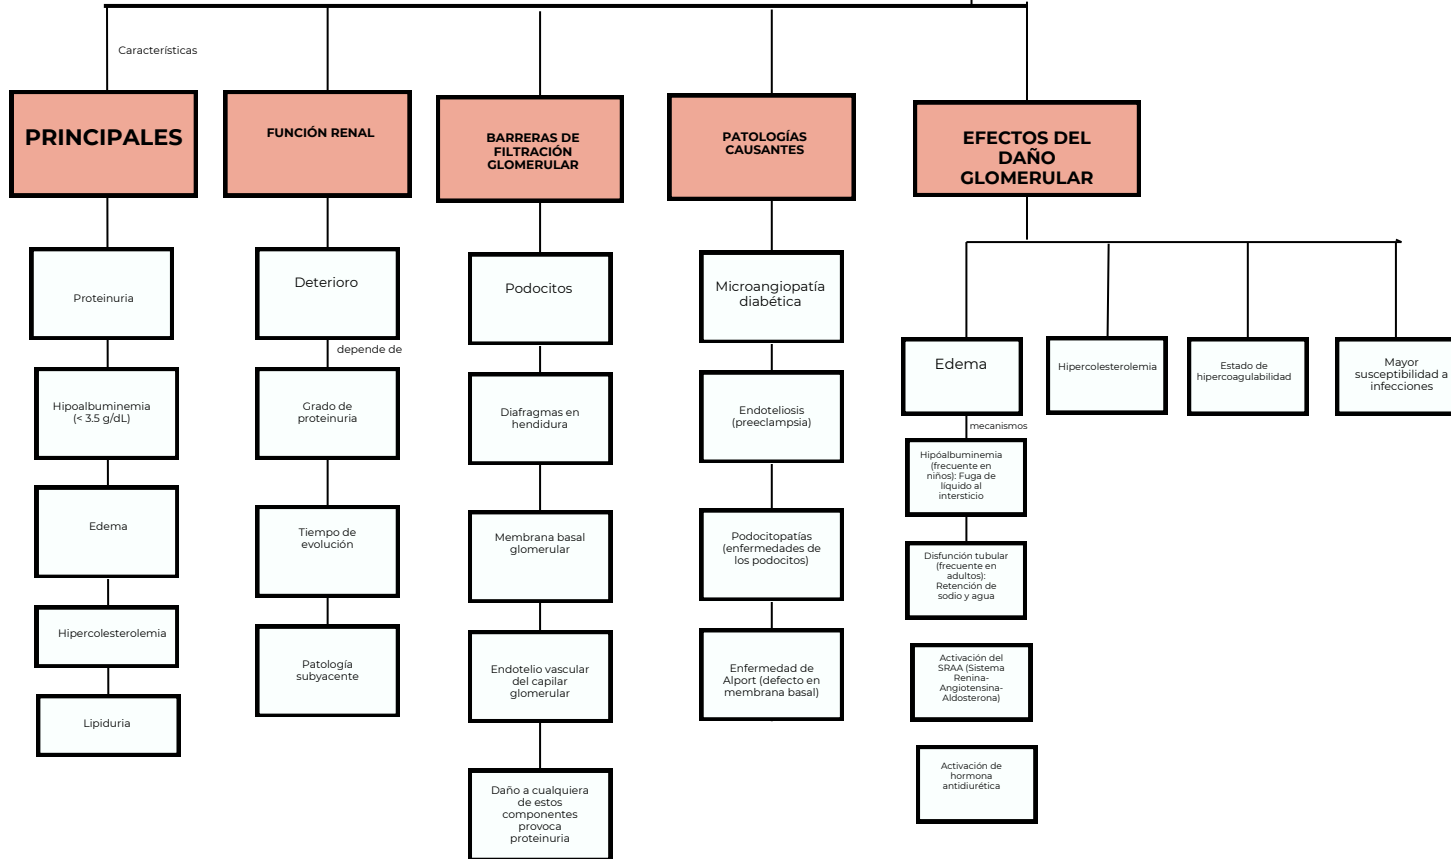 Características
PRINCIPALES
Proteinuria
Hipoalbuminemia
(< 3.5 g/dL)
Edema
Hipercolesterolemia
Lipiduria
FUNCIÓN RENAL
Deterioro
depende de
Grado de
proteinuria
Tiempo de
evolución
Patología
subyacente
BARRERAS DE
FILTRACIÓN
GLOMERULAR
Podocitos
Diafragmas en
hendidura
Membrana basal
glomerular
Endotelio vascular
del capilar
glomerular
Daño a cualquiera
de estos
componentes
provoca
proteinuria
PATOLOGÍAS
CAUSANTES
Microangiopatía
diabética
Endoteliosis
(preeclampsia)
Podocitopatías
(enfermedades de
los podocitos)
Enfermedad de
Alport (defecto en
membrana basal)
EFECTOS DEL
DAÑO
GLOMERULAR
Edema
mecanismos
Hipóalbuminemia
(frecuente en
niños): Fuga de
líquido al
intersticio
Disfunción tubular
(frecuente en
adultos):
Retención de
sodio y agua
Activación del
SRAA (Sistema
Renina-
Angiotensina-
Aldosterona)
Activación de
hormona
antidiurética
Hipercolesterolemia
Estado de
hipercoagulabilidad
Mayor
susceptibilidad a
infecciones